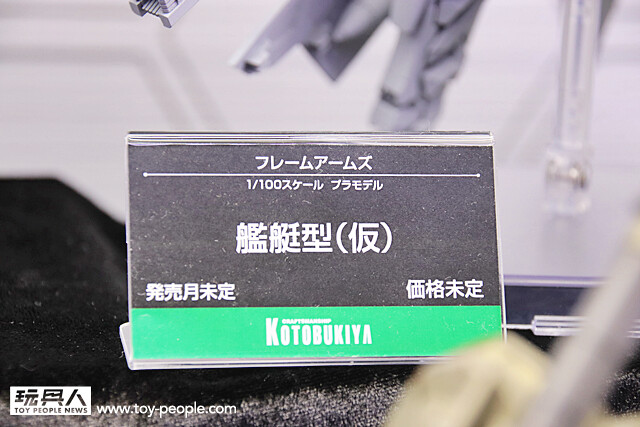 フレームアームズ
1/100スケール プラモデル
艦艇型(仮)
発売月未定 価格未定
CRAFTSMANSHIP
KOTOBUKIYA
玩具人
TOY PEOPLE NEWS
www.toy-people.com